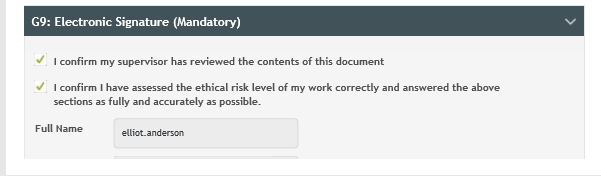 G9: Electronic Signature (Mandatory)
I confirm my supervisor has reviewed the contents of this document
I confirm I have assessed the ethical risk level of my work correctly and answered the above
sections as fully and accurately as possible.
Full Name
elliot.anderson